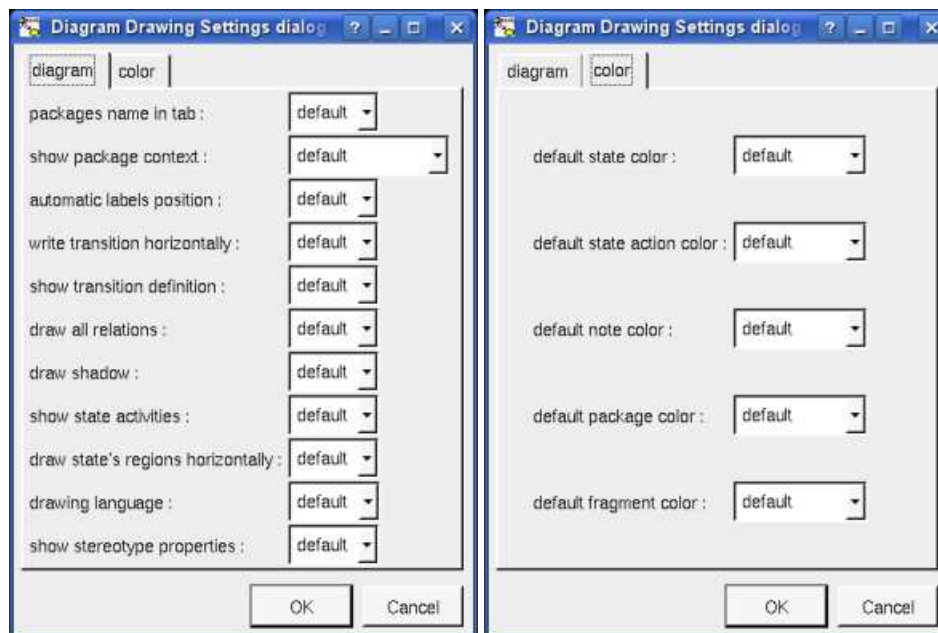 Diagram Drawing Settings dialog
diagram color
packages name in tab : default
show package context : default
automatic labels position : default
write transition horizontally : default
show transition definition : default
draw all relations : default
draw shadow : default
show state activities : default
draw state's regions horizontally : default
drawing language : default
show stereotype properties : default
OK Cancel
Diagram Drawing Settings dialog
diagram color
default state color : default
default state action color : default
default note color : default
default package color : default
default fragment color : default
OK Cancel